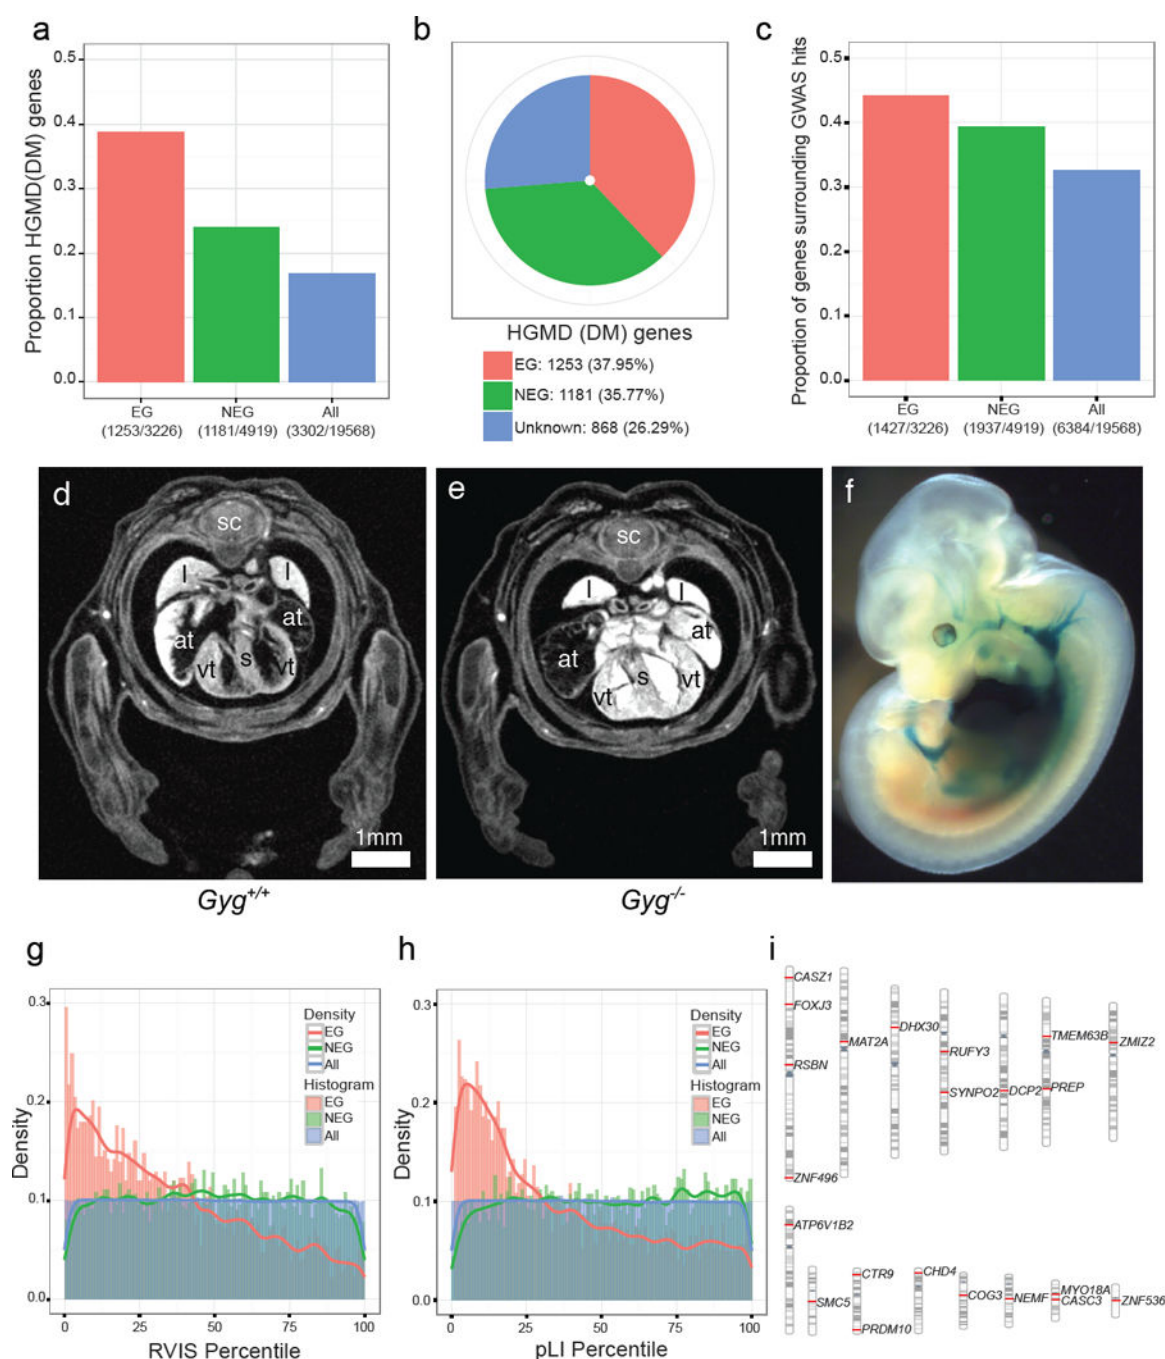 a
0.5
0.4
0.3
0.2
0.1
0.0
Proportion HGMD(DM) genes
EG
NEG
All
(1253/3226)
(1181/4919)
(3302/19568)
b
HGMD (DM) genes
EG: 1253 (37.95%)
NEG: 1181 (35.77%)
Unknown: 868 (26.29%)
c
0.5
0.4
0.3
0.2
0.1
0.0
Proportion of genes surrounding GWAS hits
EG
NEG
All
(1427/3226)
(1937/4919)
(6384/19568)
d
sc
l
l
at
at
vt
s
vt
1mm
Gyg+/+
e
sc
l
l
at
at
vt
s
vt
1mm
Gyg-/-
f
g
0.3
0.2
0.1
0.0
Density
Density
EG
NEG
All
Histogram
EG
NEG
All
0
25
50
75
100
RVIS Percentile
h
0.3
0.2
0.1
0.0
Density
Density
EG
NEG
All
Histogram
EG
NEG
All
0
25
50
75
100
pLI Percentile
i
CASZ1
FOXJ3
RSBN
ZNF496
MAT2A
DHX30
RUFY3
SYNPO2
DCP2
TMEM63B
PREP
ZMIZ2
ATP6V1B2
SMC5
CTR9
PRDM10
CHD4
COG3
NEMF
MYO18A
CASC3
ZNF536